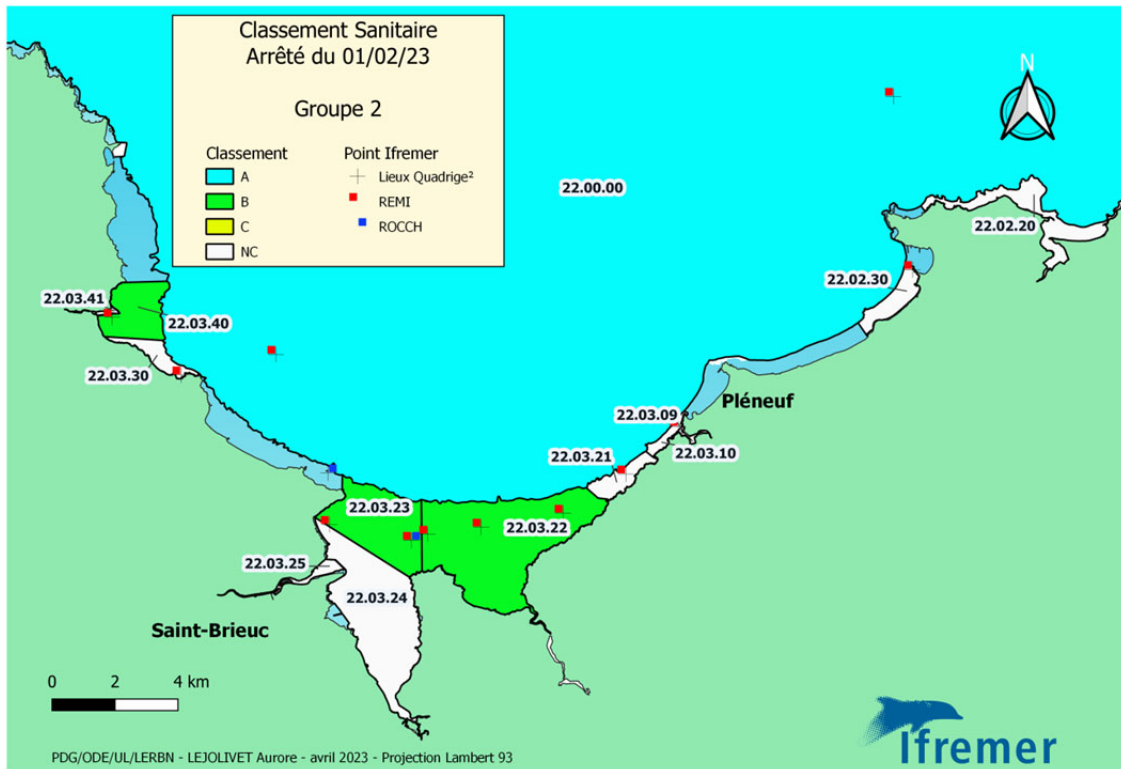 Classement Sanitaire
Arrêté du 01/02/23
Groupe 2
Classement
A
B
C
NC
Point Ifremer
Lieux Quadrige²
REMI
ROCCH
N
22.00.00
22.02.20
22.02.30
22.03.41
22.03.40
22.03.30
Pléneuf
22.03.09
22.03.10
22.03.21
22.03.23
22.03.22
22.03.25
22.03.24
Saint-Brieuc
0 2 4 km
Ifremer
PDG/ODE/UL/LERBN - LEJOLIVET Aurore - avril 2023 - Projection Lambert 93